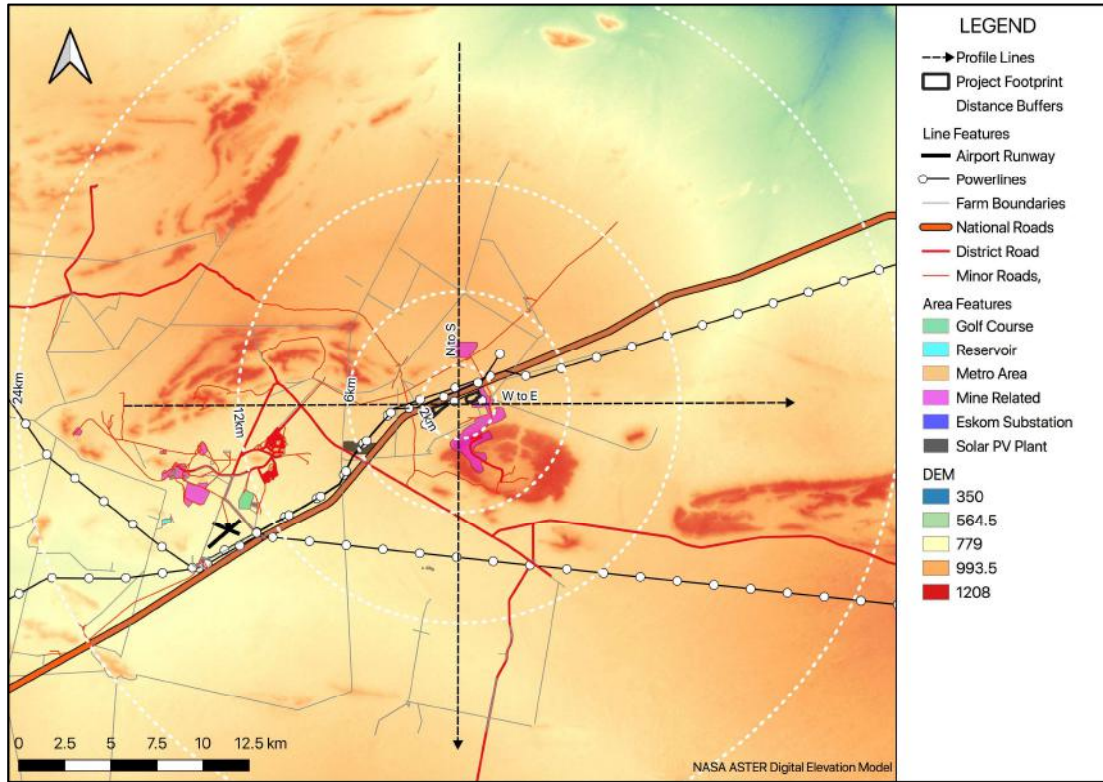 LEGEND
Profile Lines
Project Footprint
Distance Buffers
Line Features
Airport Runway
Powerlines
Farm Boundaries
National Roads
District Road
Minor Roads,
Area Features
Golf Course
Reservoir
Metro Area
Mine Related
Eskom Substation
Solar PV Plant
DEM
350
564.5
779
993.5
1208
N to S
W to E
24km
12km
6km
2km
0 2.5 5 7.5 10 12.5 km
NASA ASTER Digital Elevation Model